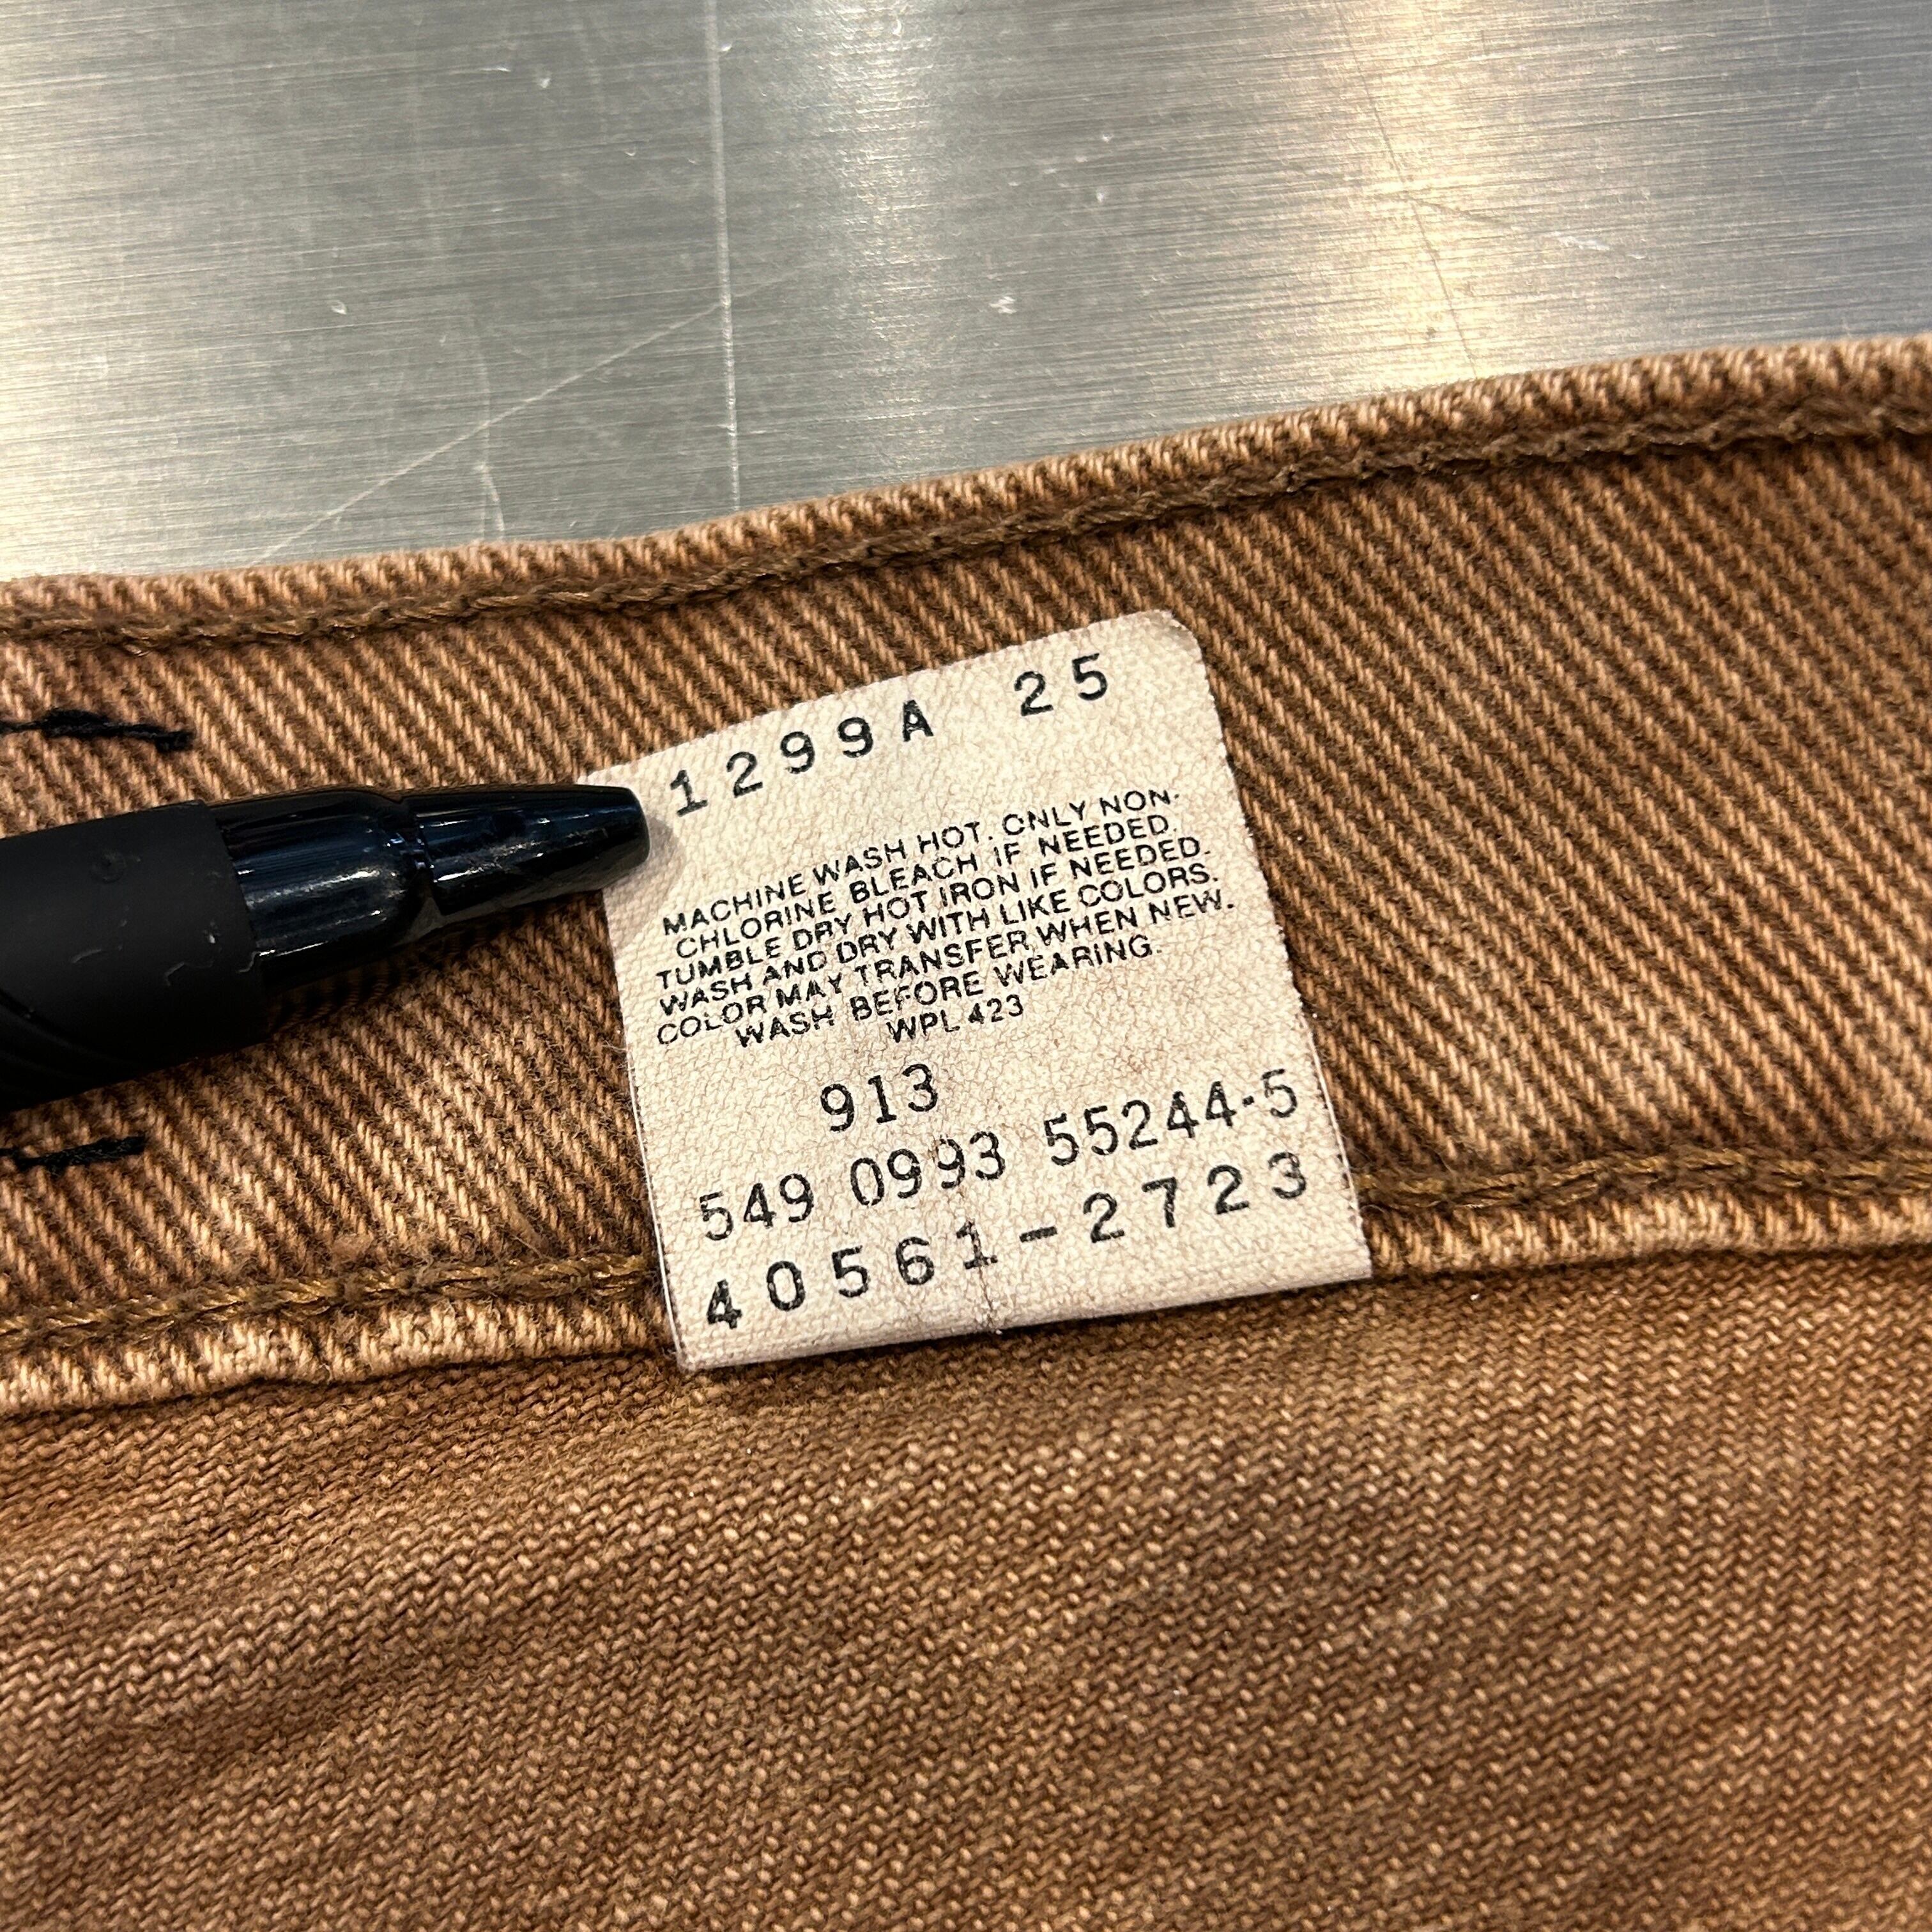 1299A 25
MACHINE WASH HOT. ONLY NON-
CHLORINE BLEACH IF NEEDED.
TUMBLE DRY HOT IRON IF NEEDED.
WASH AND DRY WITH LIKE COLORS.
COLOR MAY TRANSFER WHEN NEW.
WASH BEFORE WEARING.
WPL 423
913
549 0993 55244-5
40561-2723